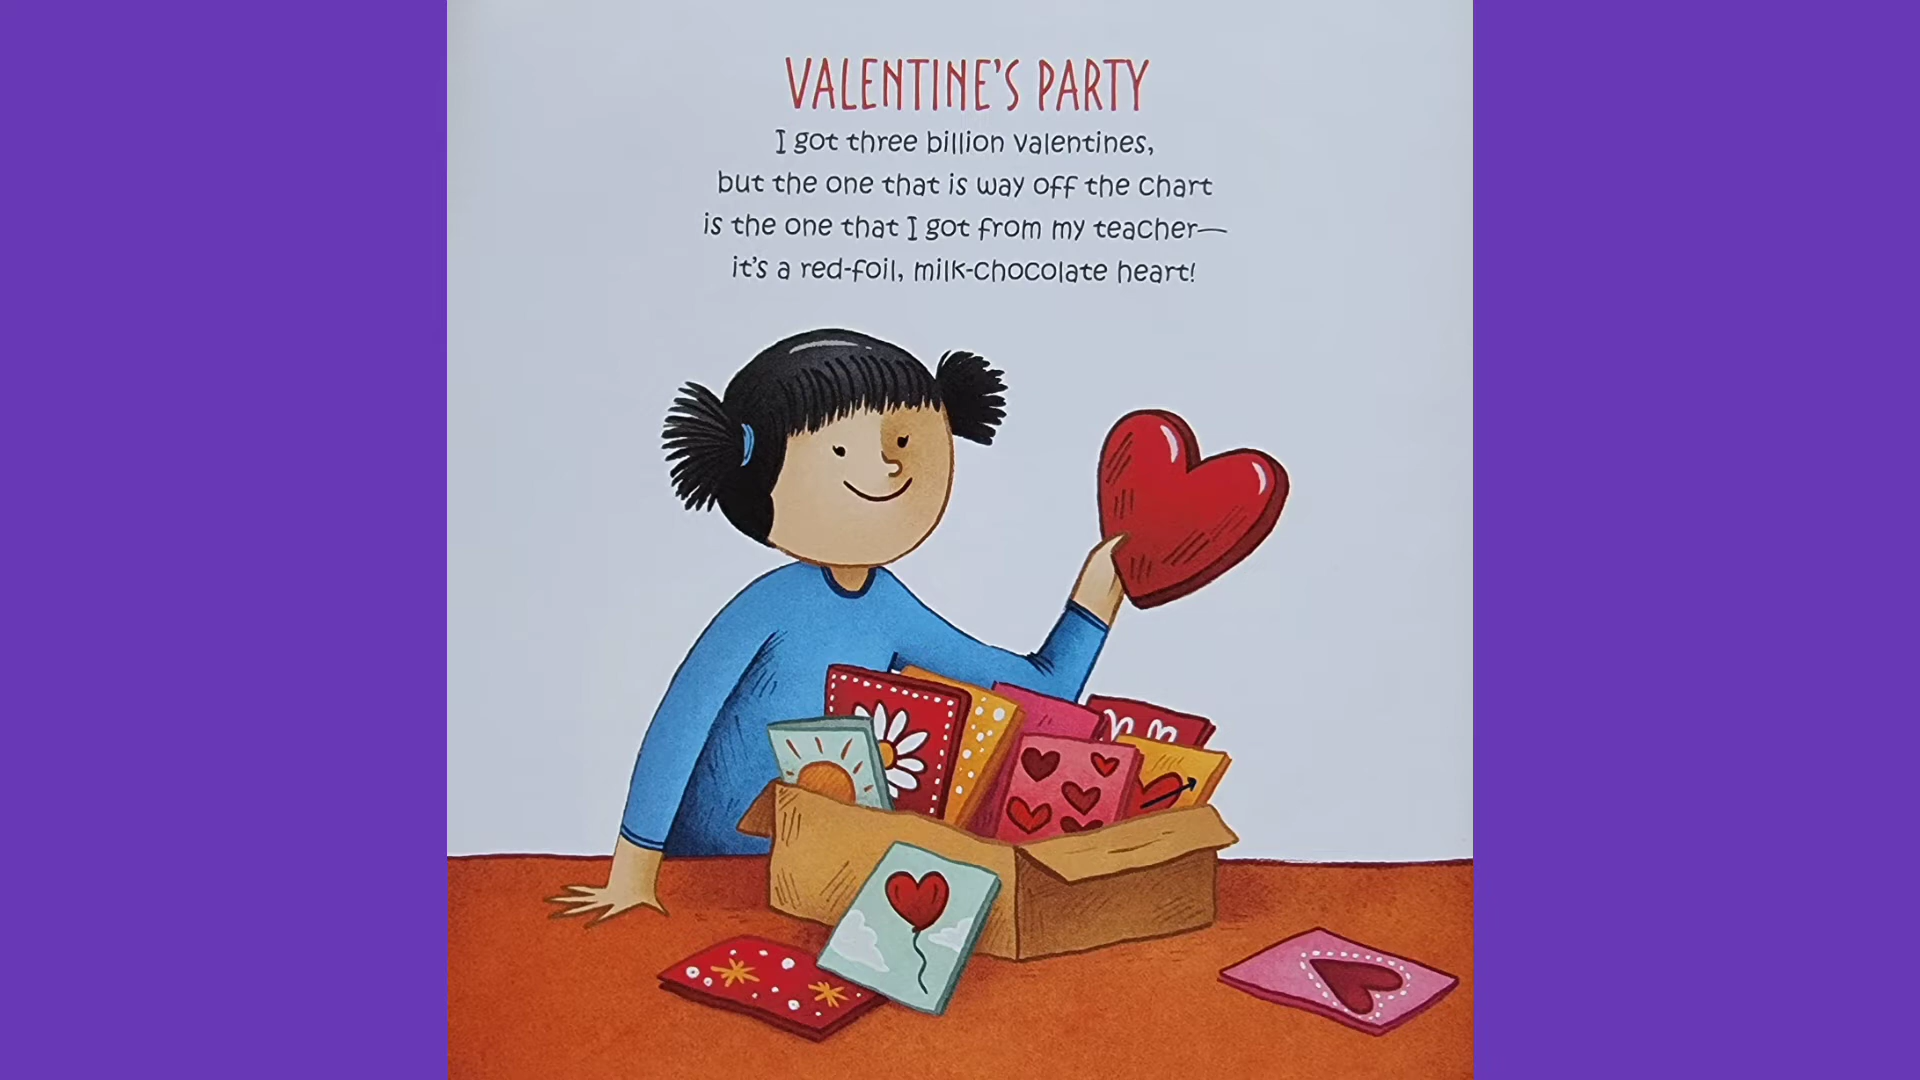 VALENTINE'S PARTY
I got three billion valentines,
but the one that is way off the chart
is the one that I got from my teacher—
it's a red-foil, milk-chocolate heart!